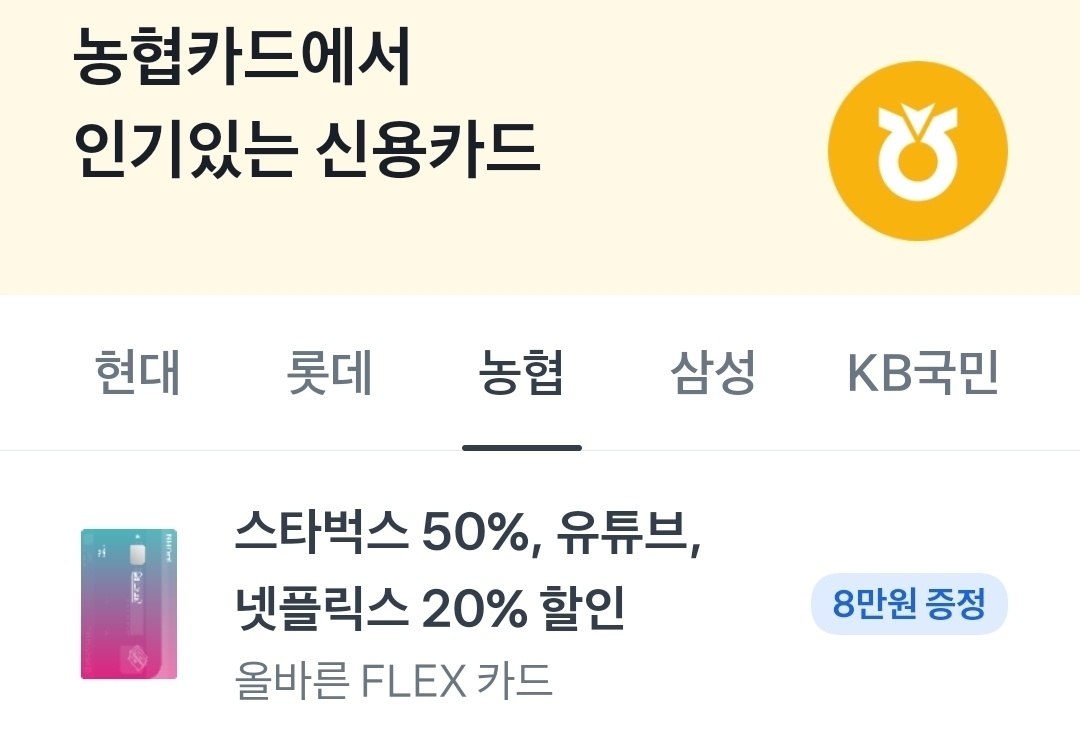 농협카드에서
인기있는 신용카드
현대 롯데 농협 삼성 KB국민
스타벅스 50%, 유튜브,
넷플릭스 20% 할인
8만원 증정
올바른 FLEX 카드